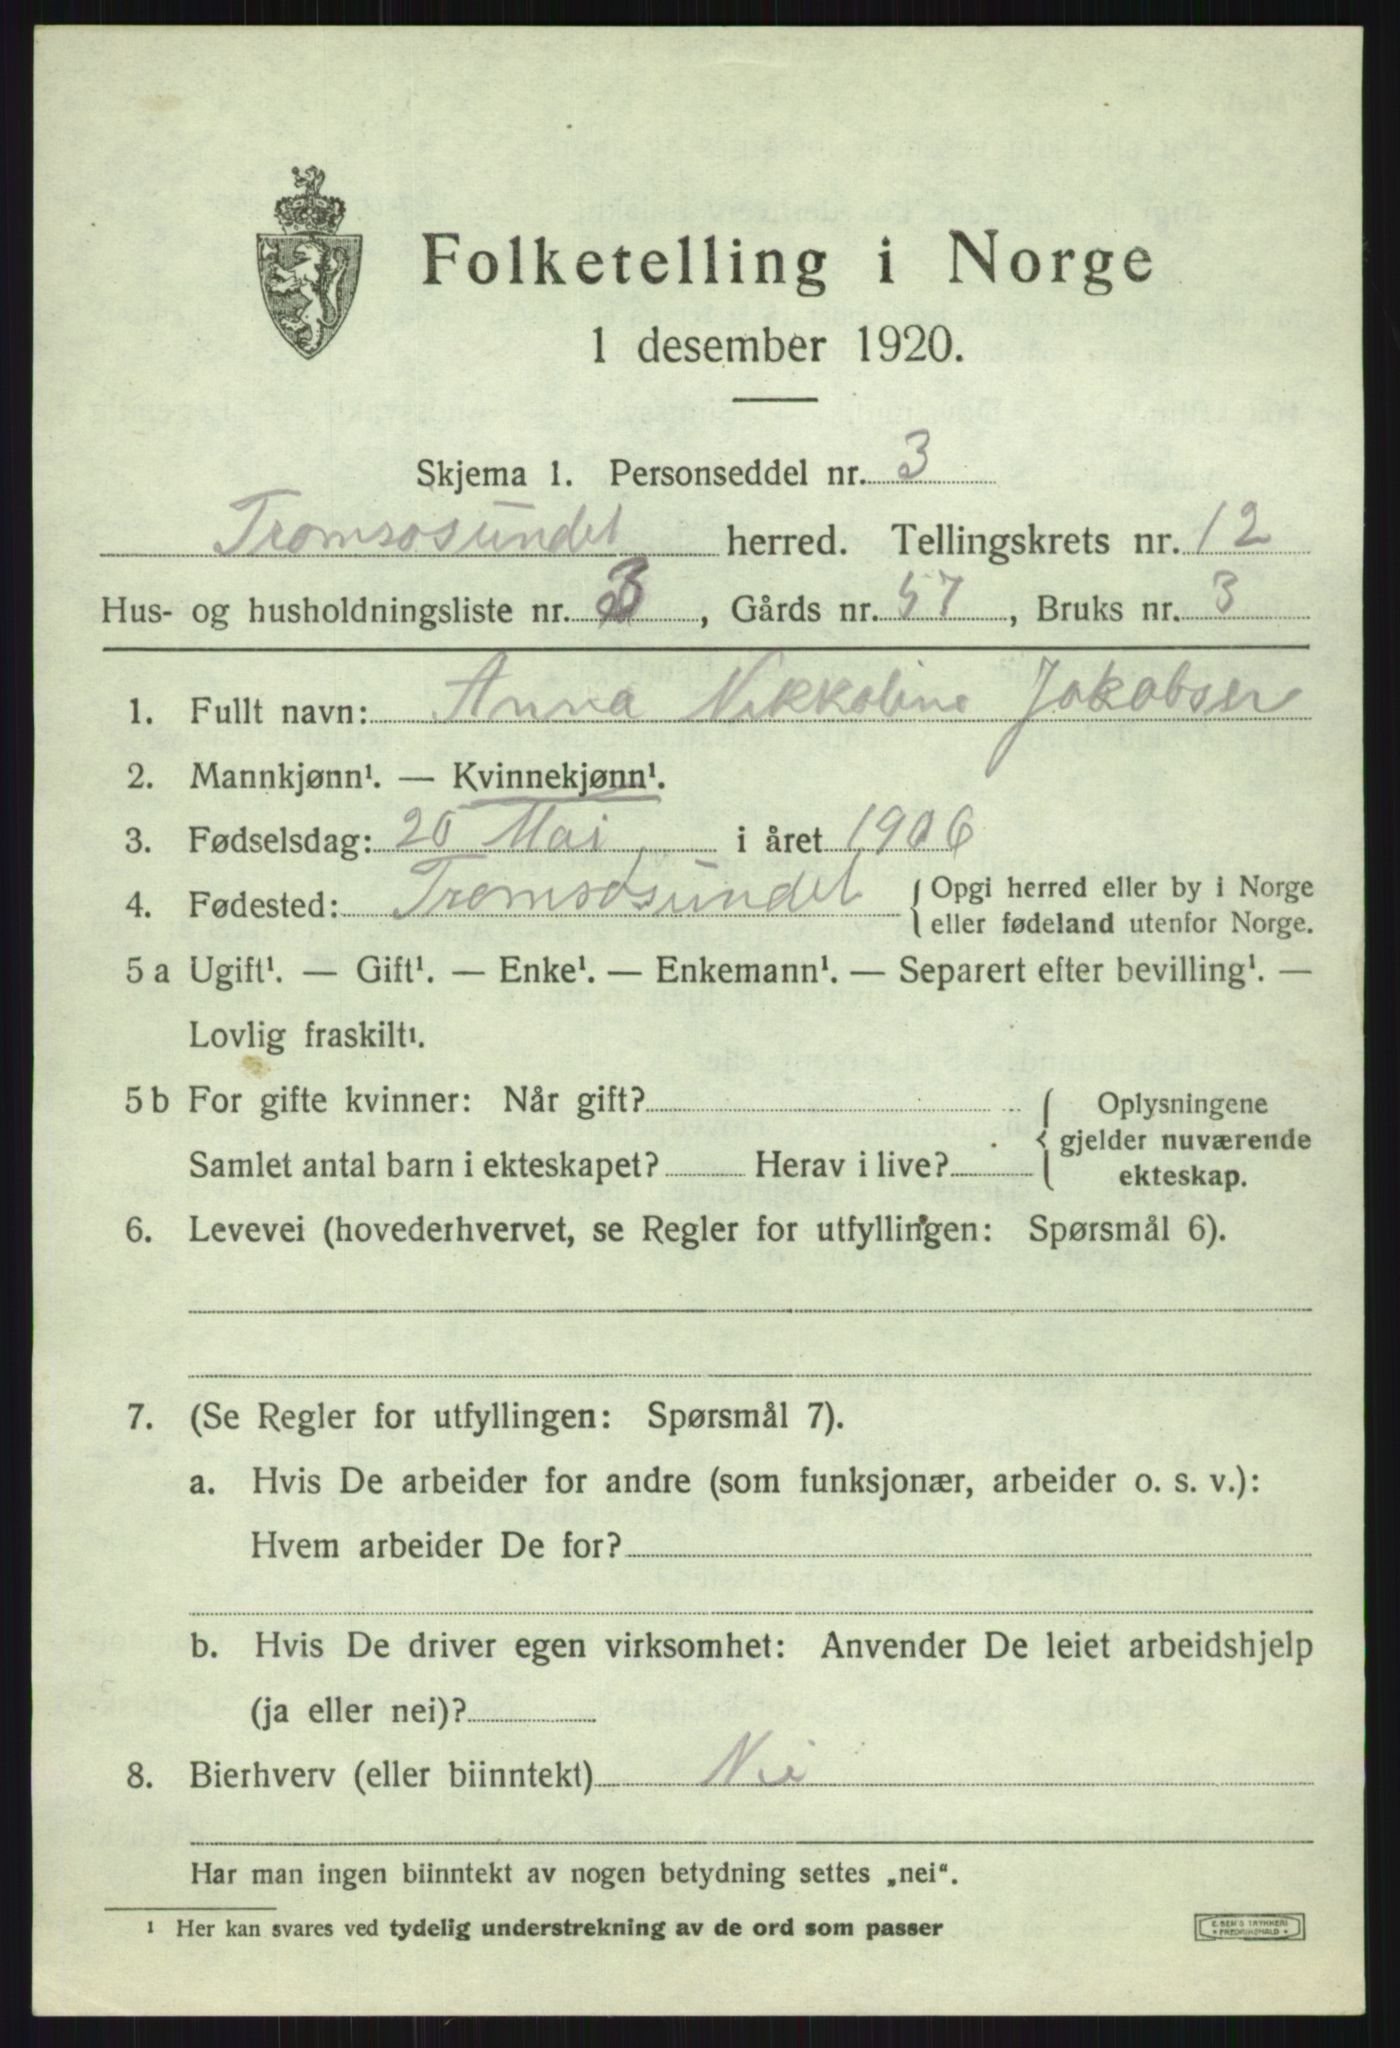 Folketelling i Norge
1 desember 1920.
Skjema 1. Personseddel nr. 3
Tromsøsundet herred. Tellingskrets nr. 12
Hus- og husholdningsliste nr. 3, Gårds nr. 57, Bruks nr. 3
1. Fullt navn: Anna Nikkoline Jakobsen
2. Mannkjønn¹. — Kvinnekjønn¹.
3. Fødselsdag: 20 Mai i året 1906
4. Fødested: Tromsøsundet { Opgi herred eller by i Norge
eller fødeland utenfor Norge.
5 a Ugift¹. — Gift¹. — Enke¹. — Enkemann¹. — Separert efter bevilling¹. —
Lovlig fraskilt¹.
5 b For gifte kvinner: Når gift? { Oplysningene
gjelder nuværende
Samlet antal barn i ekteskapet? Herav i live? ekteskap.
6. Levevei (hovederhvervet, se Regler for utfyllingen: Spørsmål 6).
7. (Se Regler for utfyllingen: Spørsmål 7).
a. Hvis De arbeider for andre (som funksjonær, arbeider o. s. v.):
Hvem arbeider De for?
b. Hvis De driver egen virksomhet: Anvender De leiet arbeidshjelp
(ja eller nei)?
8. Bierhverv (eller biinntekt) Nei
Har man ingen biinntekt av nogen betydning settes „nei“.
¹ Her kan svares ved tydelig understrekning av de ord som passer
E. SEM'S TRYKKERI
• FREDRIKSHALD •